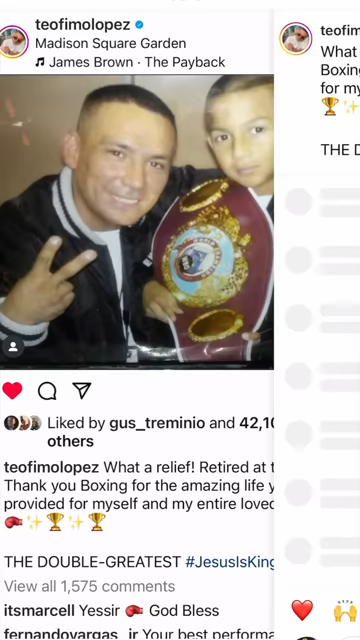 teofimolopez
Madison Square Garden
James Brown · The Payback
Liked by gus_treminio and 42,10
others
teofimolopez What a relief! Retired at t
Thank you Boxing for the amazing life y
provided for myself and my entire loved
🥊✨🏆✨🏆
THE DOUBLE-GREATEST #JesusIsKing
View all 1,575 comments
itsmarcell Yessir 🥊 God Bless
fernandovargas_jr Your best performa
teofim
What
Boxing
for my
🏆✨
THE D